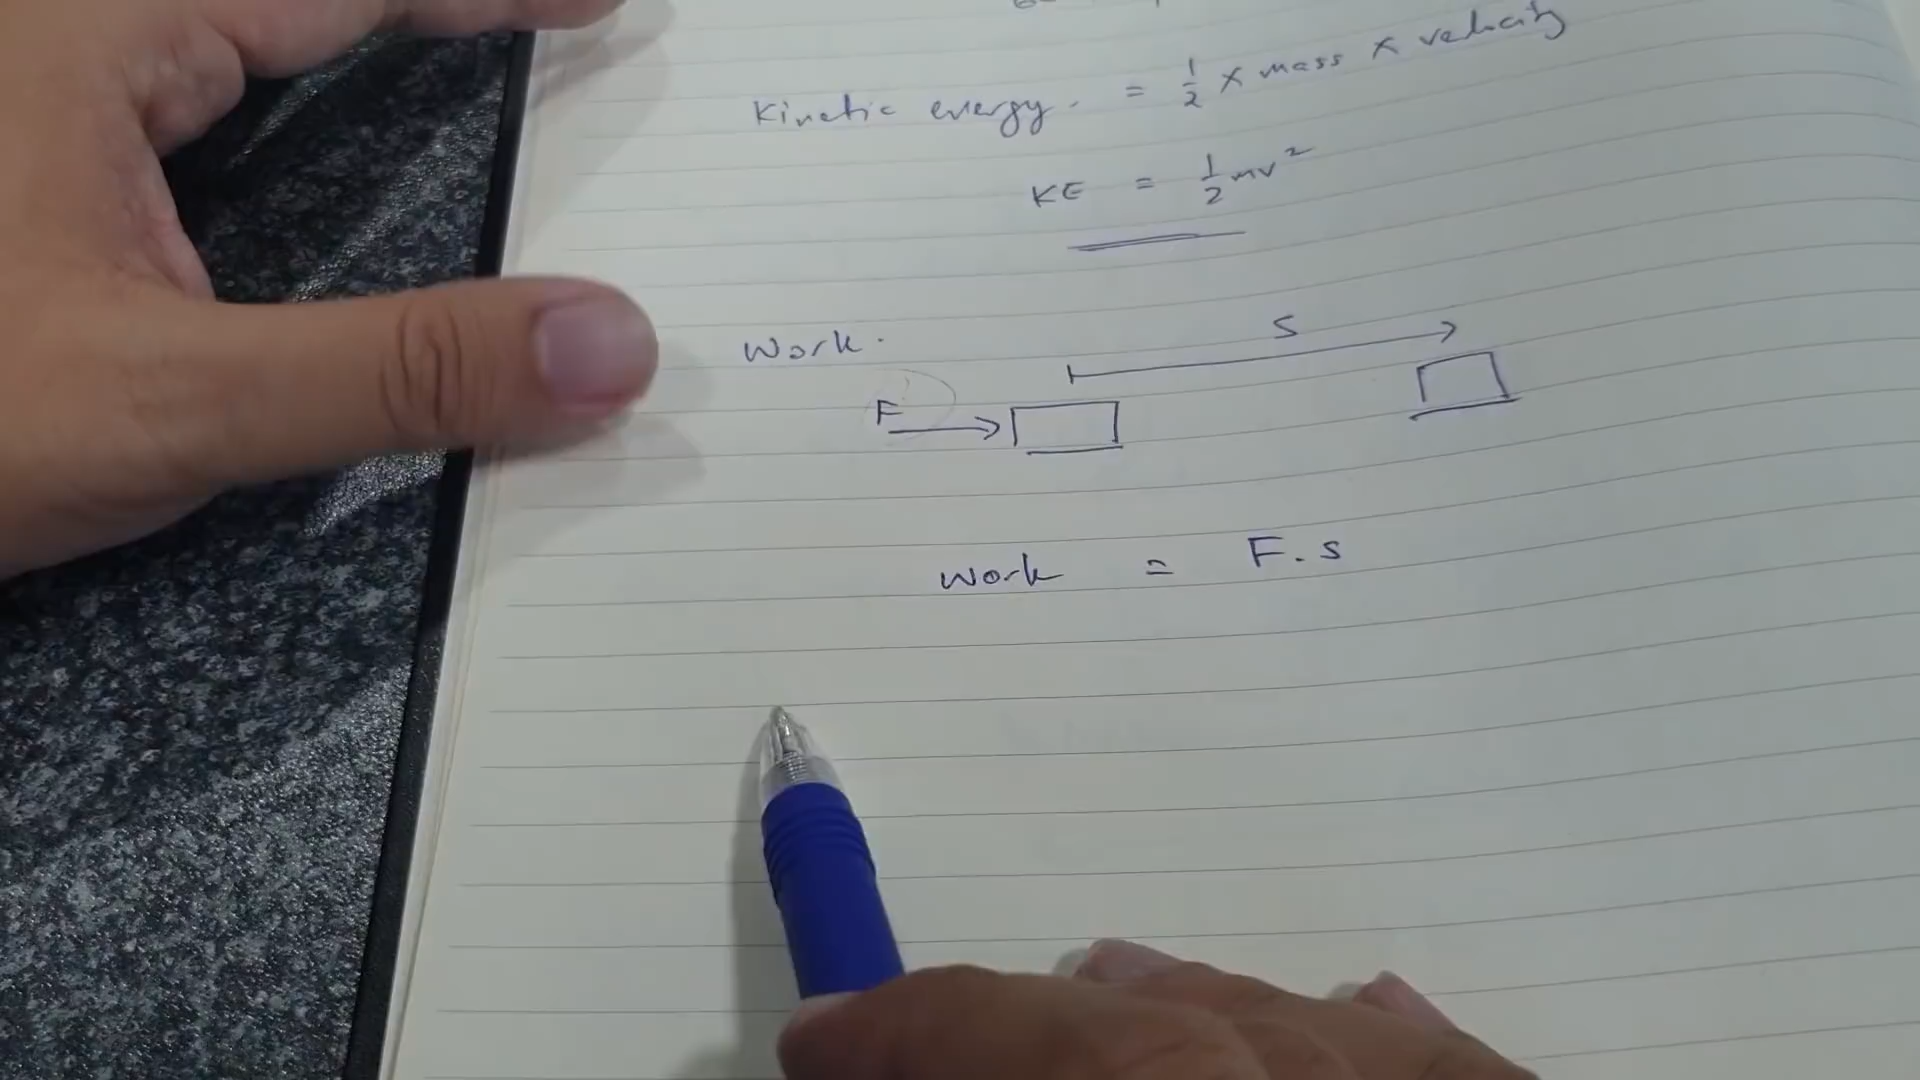 Kinetic energy. = 1/2 × mass × velocity
KE = 1/2 mv²
Work.
S
F
Work = F.s